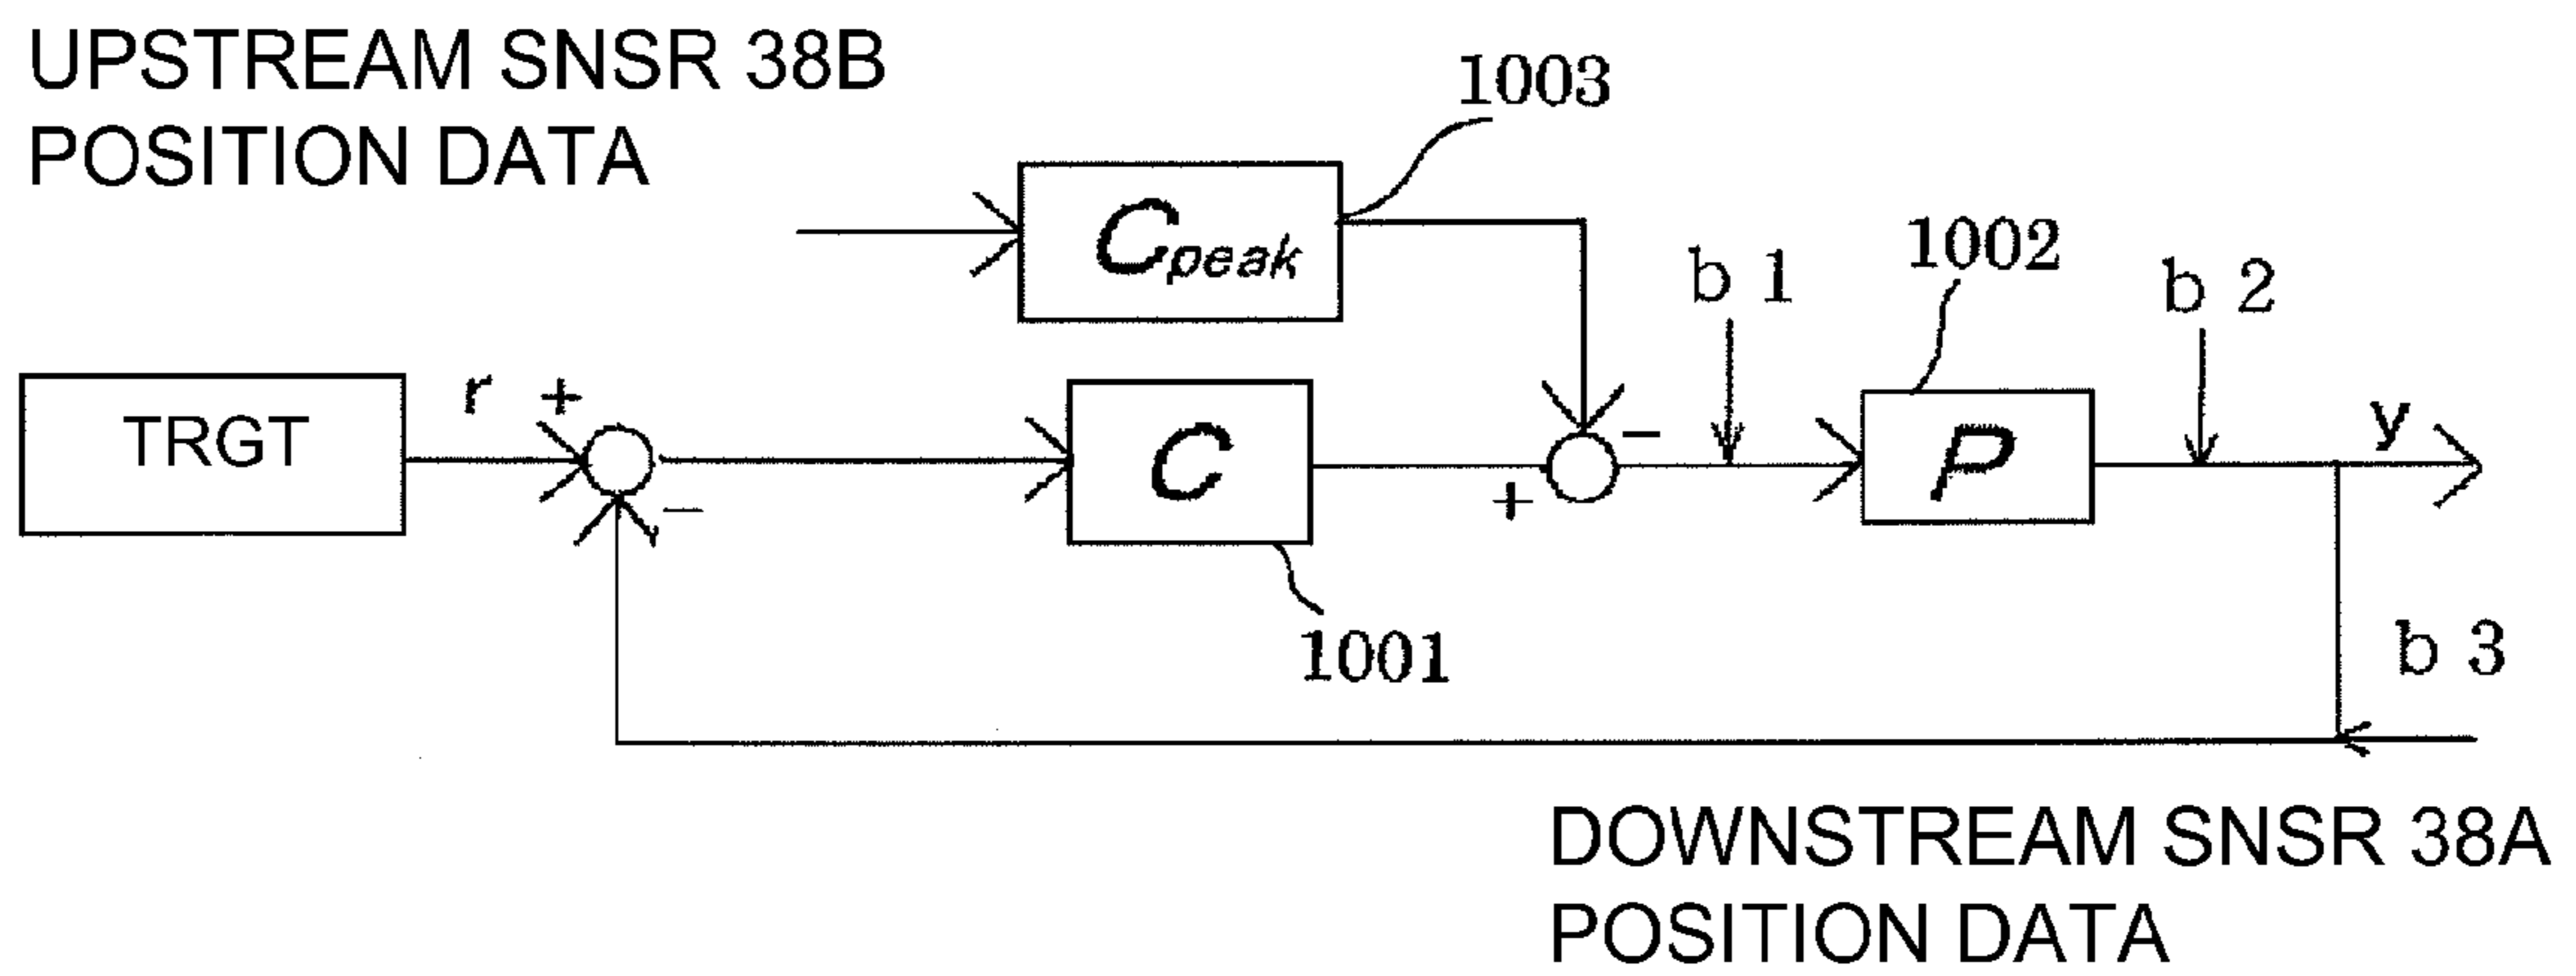 UPSTREAM SNSR 38B
POSITION DATA
1003
Cpeak
1002
b 1
b 2
TRGT
r +
C
−
+
P
y
−
1001
b 3
DOWNSTREAM SNSR 38A
POSITION DATA